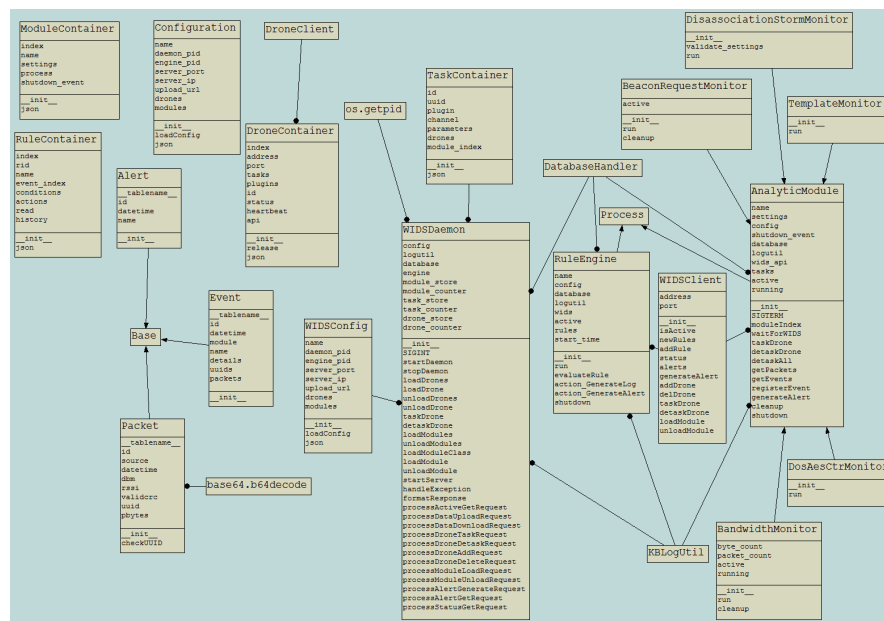 ModuleContainer
index
name
settings
process
shutdown_event
__init__
json
Configuration
name
daemon_pid
engine_pid
server_port
server_ip
upload_url
drones
modules
__init__
loadConfig
json
DroneClient
DisassociationStormMonitor
__init__
validate_settings
run
TaskContainer
id
uuid
plugin
channel
parameters
drones
module_index
__init__
json
BeaconRequestMonitor
active
__init__
run
cleanup
TemplateMonitor
__init__
run
os.getpid
DroneContainer
index
address
port
tasks
plugins
id
status
heartbeat
api
__init__
release
json
RuleContainer
index
rid
name
event_index
conditions
actions
read
history
__init__
json
Alert
__tablename__
id
datetime
name
__init__
DatabaseHandler
Process
AnalyticModule
name
settings
config
shutdown_event
database
logutil
wids_api
tasks
active
running
__init__
SIGTERM
moduleIndex
waitForWIDS
taskDrone
detaskDrone
detaskAll
getPackets
getEvents
registerEvent
generateAlert
cleanup
shutdown
WIDSDaemon
config
logutil
database
engine
module_store
module_counter
task_store
task_counter
drone_store
drone_counter
__init__
SIGINT
startDaemon
stopDaemon
loadDrones
loadDrone
unloadDrones
unloadDrone
taskDrone
detaskDrone
loadModules
unloadModules
loadModuleClass
loadModule
unloadModule
startServer
handleException
formatResponse
processActiveGetRequest
processDataUploadRequest
processDataDownloadRequest
processDroneTaskRequest
processDroneDetaskRequest
processDroneAddRequest
processDroneDeleteRequest
processModuleLoadRequest
processModuleUnloadRequest
processAlertGenerateRequest
processAlertGetRequest
processStatusGetRequest
RuleEngine
name
config
database
logutil
wids
active
rules
start_time
__init__
run
evaluateRule
action_GenerateLog
action_GenerateAlert
shutdown
WIDSClient
address
port
__init__
isActive
newRules
addRule
status
alerts
generateAlert
addDrone
delDrone
taskDrone
detaskDrone
loadModule
unloadModule
Event
__tablename__
id
datetime
module
name
details
uuids
packets
__init__
WIDSConfig
name
daemon_pid
engine_pid
server_port
server_ip
upload_url
drones
modules
__init__
loadConfig
json
Base
Packet
__tablename__
id
source
datetime
dbm
rssi
validcrc
uuid
pbytes
__init__
checkUUID
base64.b64decode
DosAesCtrMonitor
__init__
run
KBLogUtil
BandwidthMonitor
byte_count
packet_count
active
running
__init__
run
cleanup